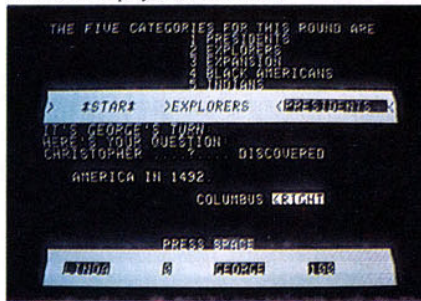 THE FIVE CATEGORIES FOR THIS ROUND ARE
1 PRESIDENTS
2 EXPLORERS
3 EXPANSION
4 BLACK AMERICANS
5 INDIANS
> *STAR* >EXPLORERS <PRESIDENTS <
IT'S GEORGE'S TURN
HERE'S YOUR QUESTION:
CHRISTOPHER ....?.... DISCOVERED
AMERICA IN 1492.
COLUMBUS <RIGHT
PRESS SPACE
LINDA 0 GEORGE 100